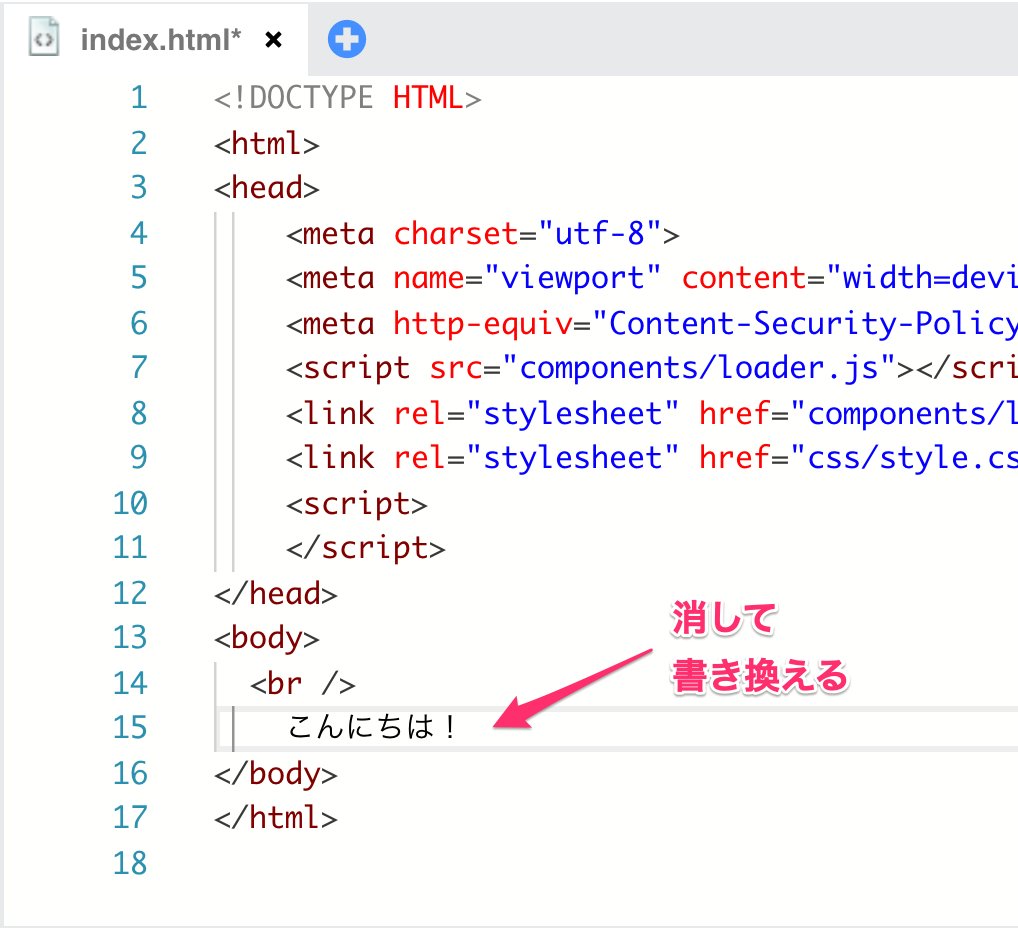 index.html* ×
1 <!DOCTYPE HTML>
2 <html>
3 <head>
4 <meta charset="utf-8">
5 <meta name="viewport" content="width=devi
6 <meta http-equiv="Content-Security-Policy
7 <script src="components/loader.js"></scri
8 <link rel="stylesheet" href="components/l
9 <link rel="stylesheet" href="css/style.cs
10 <script>
11 </script>
12 </head>
消して
13 <body>
書き換える
14 <br />
15 こんにちは！
16 </body>
17 </html>
18